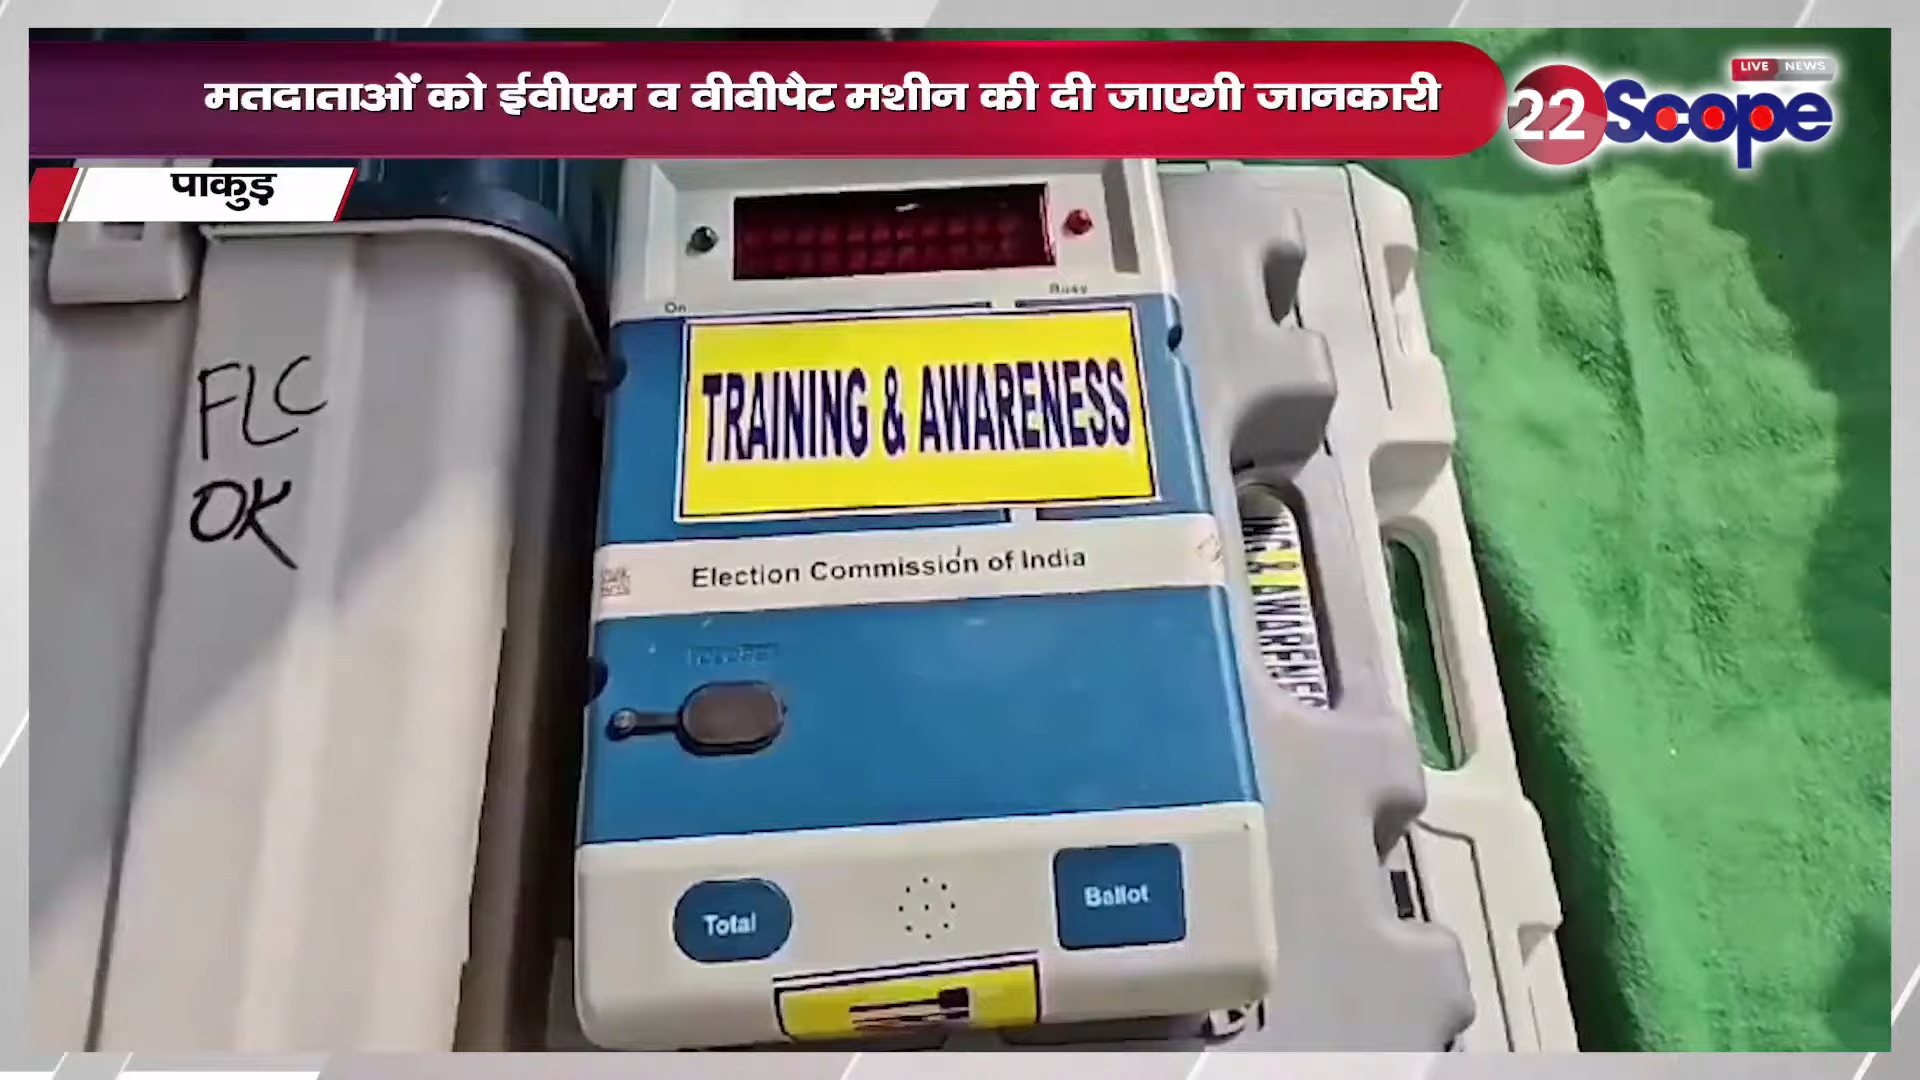 मतदाताओं को ईवीएम व वीवीपैट मशीन की दी जाएगी जानकारी
LIVE NEWS
22Scope
पाकुड़
On
Busy
TRAINING & AWARENESS
FLC
OK
Election Commission of India
& AWARENESS
Total
Ballot